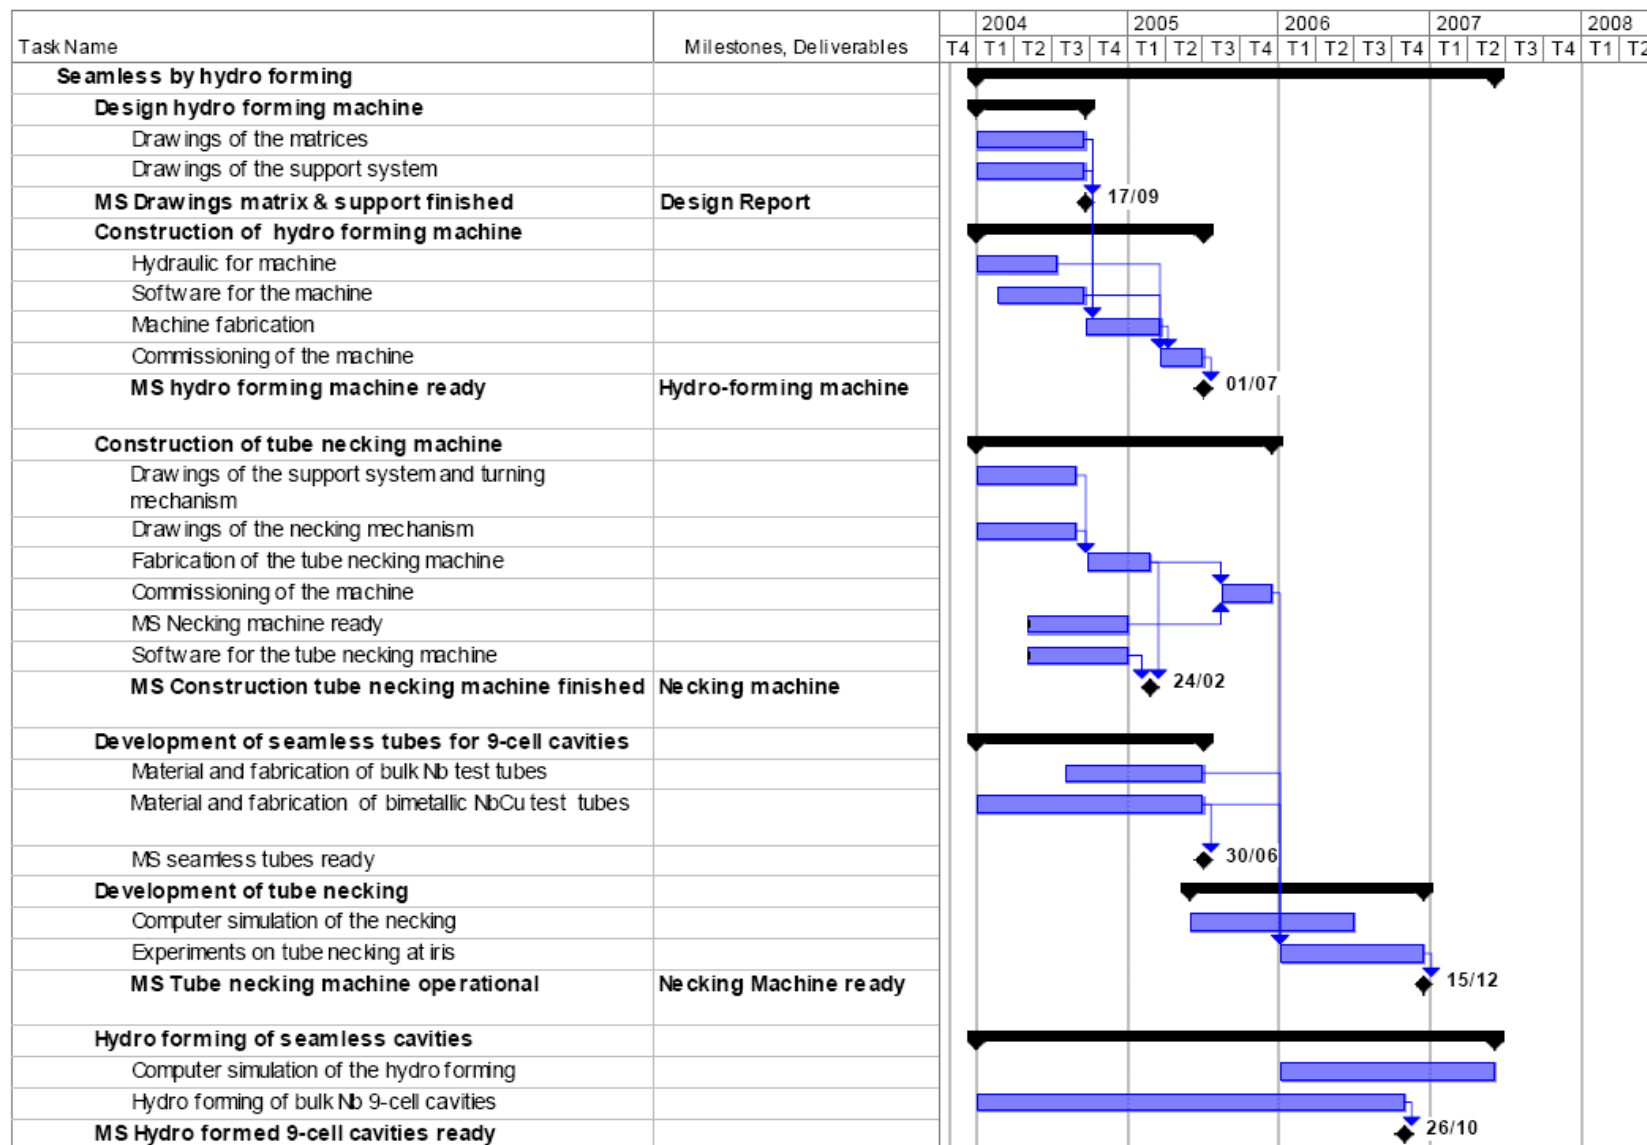 2004 2005 2006 2007 2008
Task Name Milestones, Deliverables T4 T1 T2 T3 T4 T1 T2 T3 T4 T1 T2 T3 T4 T1 T2 T3 T4 T1 T2
Seamless by hydro forming
Design hydro forming machine
Drawings of the matrices
Drawings of the support system
MS Drawings matrix & support finished Design Report 17/09
Construction of hydro forming machine
Hydraulic for machine
Software for the machine
Machine fabrication
Commissioning of the machine
MS hydro forming machine ready Hydro-forming machine 01/07
Construction of tube necking machine
Drawings of the support system and turning
mechanism
Drawings of the necking mechanism
Fabrication of the tube necking machine
Commissioning of the machine
MS Necking machine ready
Software for the tube necking machine
MS Construction tube necking machine finished Necking machine 24/02
Development of seamless tubes for 9-cell cavities
Material and fabrication of bulk Nb test tubes
Material and fabrication of bimetallic NbCu test tubes
MS seamless tubes ready 30/06
Development of tube necking
Computer simulation of the necking
Experiments on tube necking at iris
MS Tube necking machine operational Necking Machine ready 15/12
Hydro forming of seamless cavities
Computer simulation of the hydro forming
Hydro forming of bulk Nb 9-cell cavities
MS Hydro formed 9-cell cavities ready 26/10